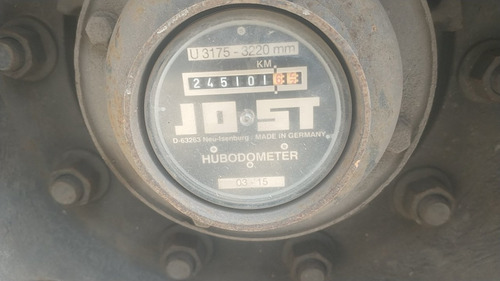 U 3175 - 3220 mm
KM
245101
JOST
D-63263 Neu-Isenburg MADE IN GERMANY
HUBODOMETER
03 - 15